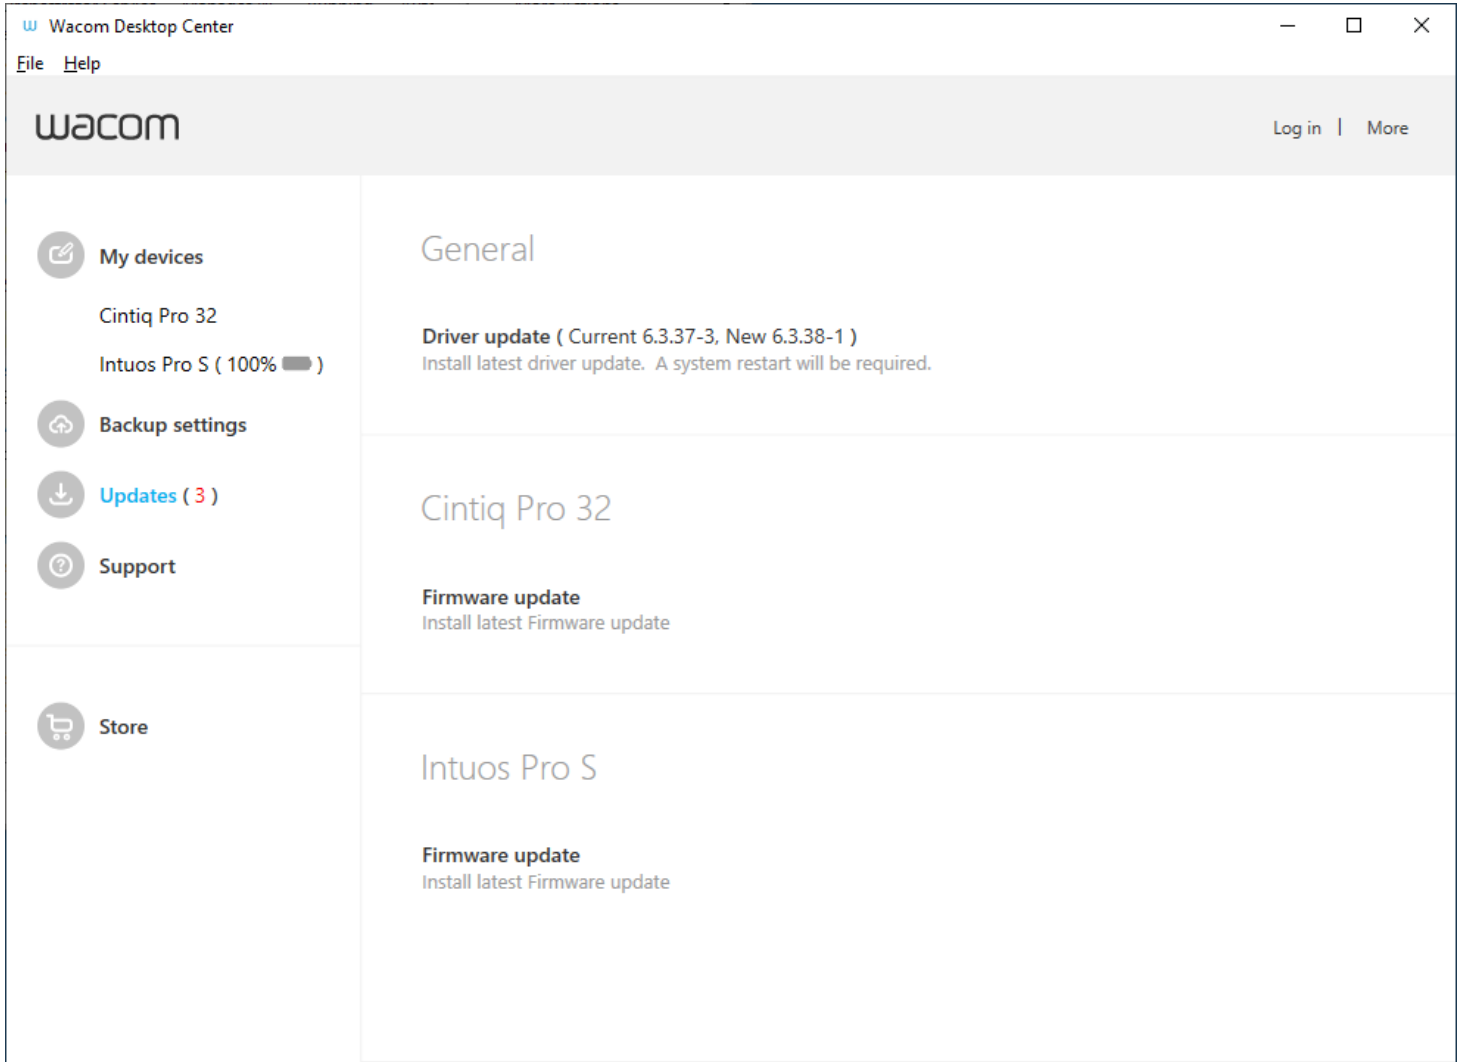 Wacom Desktop Center
File Help
wacom
Log in | More
My devices
Cintiq Pro 32
Intuos Pro S ( 100% )
Backup settings
Updates ( 3 )
Support
Store
General
Driver update ( Current 6.3.37-3, New 6.3.38-1 )
Install latest driver update. A system restart will be required.
Cintiq Pro 32
Firmware update
Install latest Firmware update
Intuos Pro S
Firmware update
Install latest Firmware update